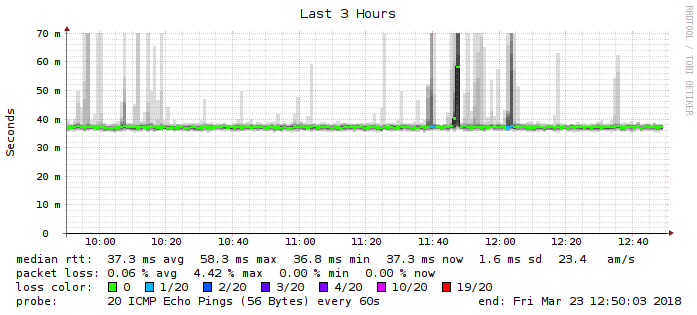 Last 3 Hours
RRDTOOL / TOBI OETIKER
Seconds
70 m
60 m
50 m
40 m
30 m
20 m
10 m
0
10:00 10:20 10:40 11:00 11:20 11:40 12:00 12:20 12:40
median rtt: 37.3 ms avg 58.3 ms max 36.8 ms min 37.3 ms now 1.6 ms sd 23.4 am/s
packet loss: 0.06 % avg 4.42 % max 0.00 % min 0.00 % now
loss color: 0 1/20 2/20 3/20 4/20 10/20 19/20
probe: 20 ICMP Echo Pings (56 Bytes) every 60s end: Fri Mar 23 12:50:03 2018